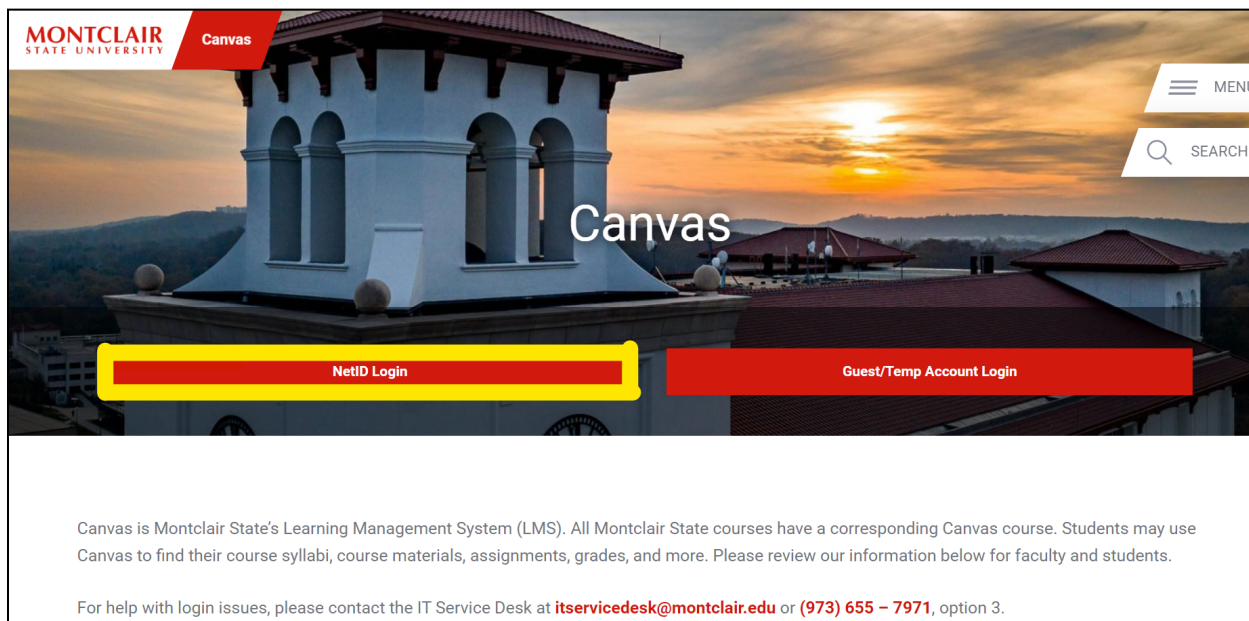 MONTCLAIR
STATE UNIVERSITY
Canvas
MENU
SEARCH
Canvas
NetID Login
Guest/Temp Account Login
Canvas is Montclair State’s Learning Management System (LMS). All Montclair State courses have a corresponding Canvas course. Students may use
Canvas to find their course syllabi, course materials, assignments, grades, and more. Please review our information below for faculty and students.
For help with login issues, please contact the IT Service Desk at itservicedesk@montclair.edu or (973) 655 – 7971, option 3.